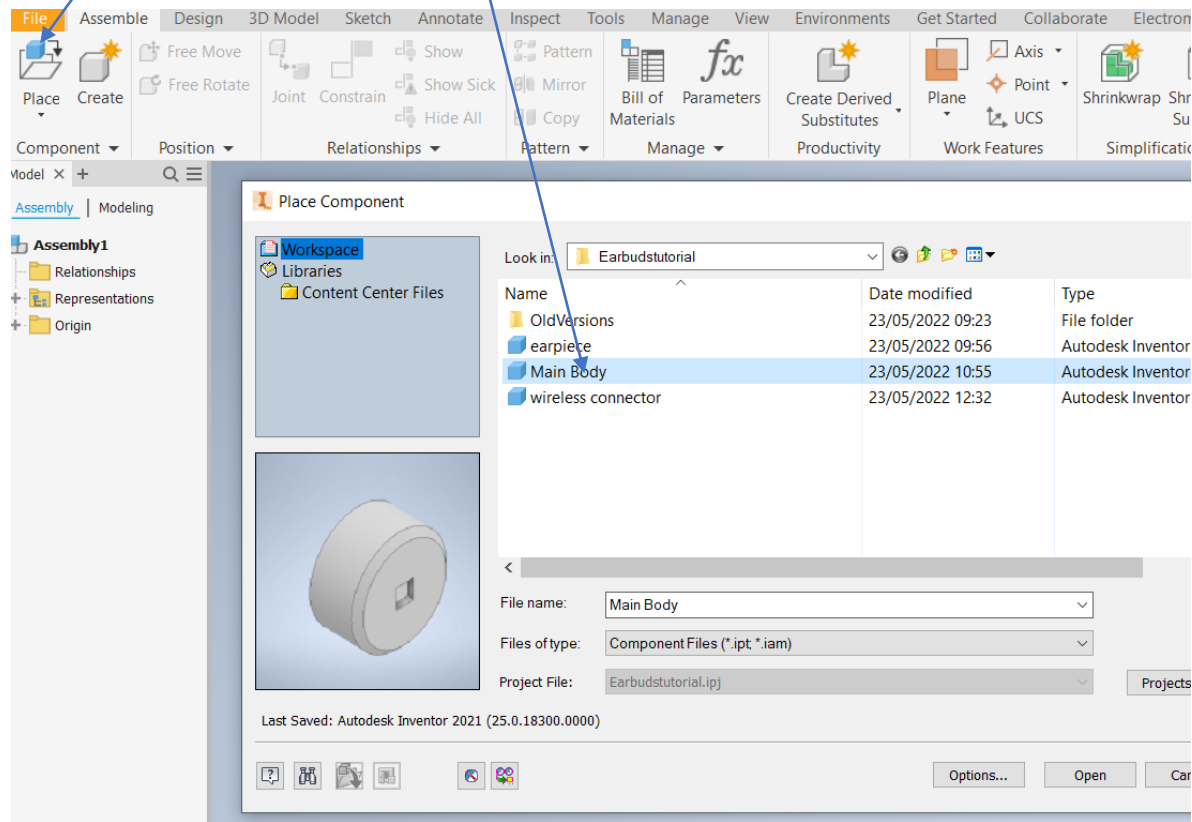 File Assemble Design 3D Model Sketch Annotate Inspect Tools Manage View Environments Get Started Collaborate
Free Move Show Pattern Axis
Free Rotate Show Sick Mirror Point
Place Create Joint Constrain Hide All Copy Bill of Materials fx Parameters Create Derived Substitutes Plane UCS Shrinkwrap
Component Position Relationships Pattern Manage Productivity Work Features
Model × +
Assembly | Modeling
Assembly1
Relationships
Representations
Origin
Place Component
Workspace
Libraries
Content Center Files
Look in: Earbudstutorial
Name Date modified Type
OldVersions 23/05/2022 09:23 File folder
earpiece 23/05/2022 09:56 Autodesk Inventor
Main Body 23/05/2022 10:55 Autodesk Inventor
wireless connector 23/05/2022 12:32 Autodesk Inventor
File name: Main Body
Files of type: Component Files (*.ipt; *.iam)
Project File: Earbudstutorial.ipj
Projects
Last Saved: Autodesk Inventor 2021 (25.0.18300.0000)
Options... Open